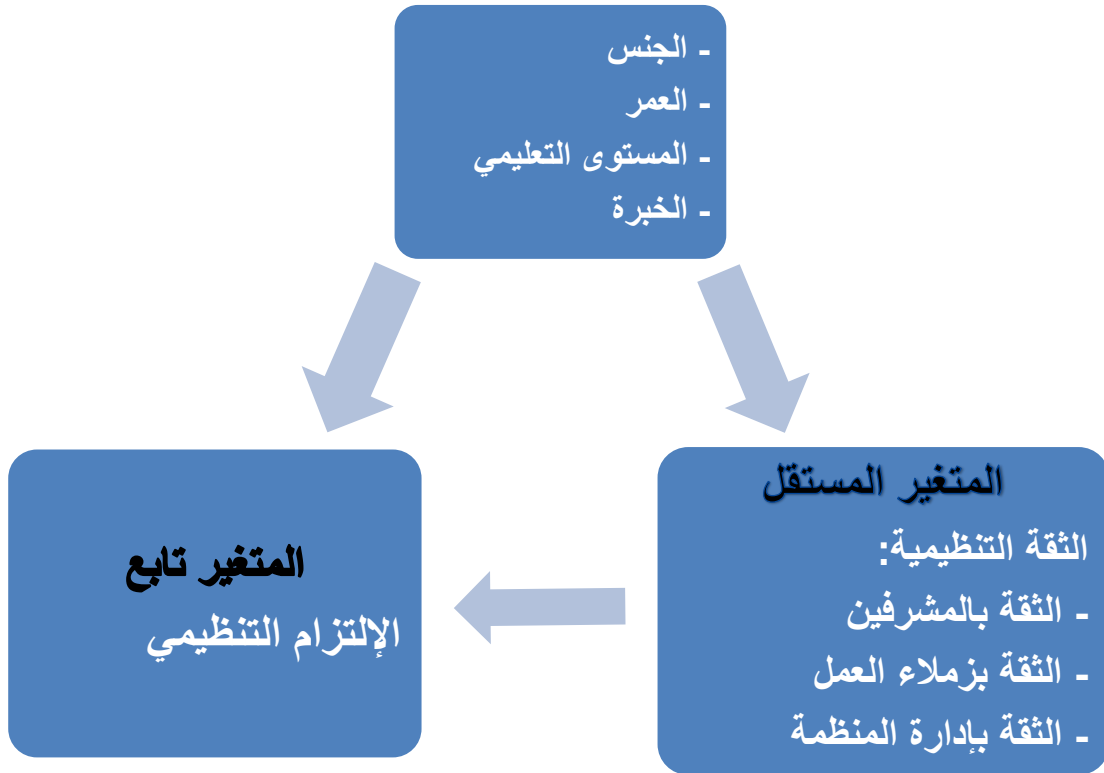 - الجنس
- العمر
- المستوى التعليمي
- الخبرة
المتغير المستقل
الثقة التنظيمية:
- الثقة بالمشرفين
- الثقة بزملاء العمل
- الثقة بإدارة المنظمة
المتغير تابع
الإلتزام التنظيمي